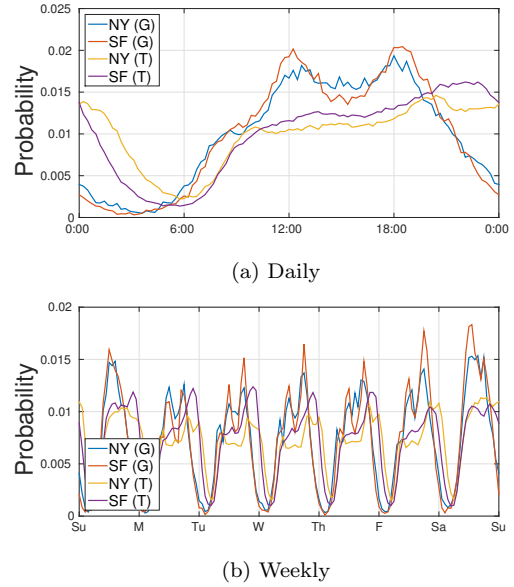 0.025
0.02
0.015
0.01
0.005
0
Probability
NY (G)
SF (G)
NY (T)
SF (T)
0:00 6:00 12:00 18:00 0:00
(a) Daily
0.02
0.015
0.01
0.005
0
Probability
NY (G)
SF (G)
NY (T)
SF (T)
Su M Tu W Th F Sa Su
(b) Weekly